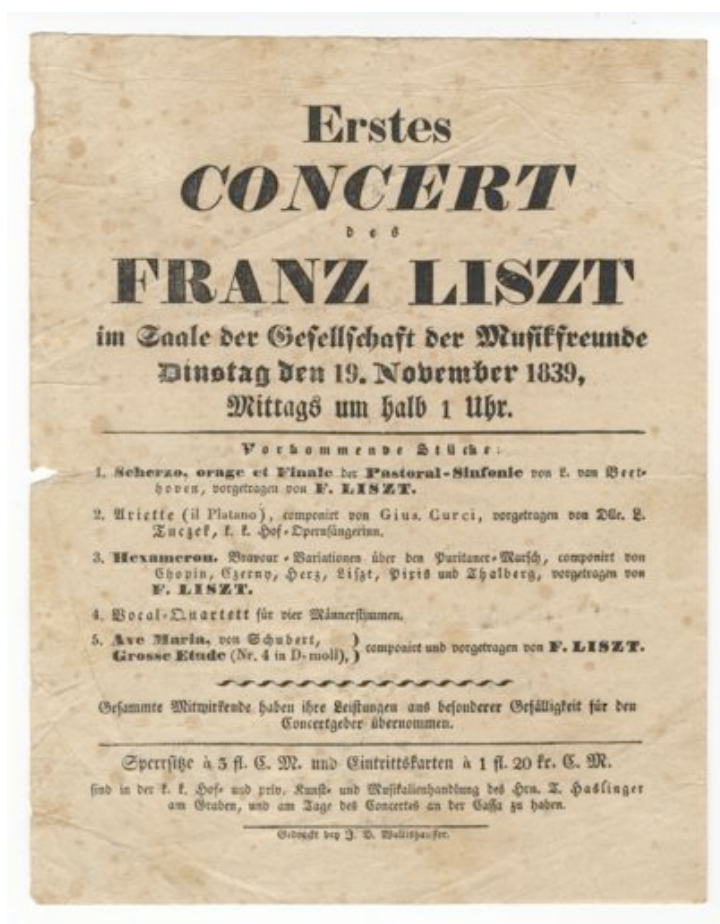 Erstes
CONCERT
des
FRANZ LISZT
im Saale der Gesellschaft der Musikfreunde
Dinstag den 19. November 1839,
Mittags um halb 1 Uhr.
Vorkommende Stücke:
1. Scherzo, orage et Finale der Pastoral-Sinfonie von L. van Beet-
hoven, vorgetragen von F. LISZT.
2. Ariette (il Platano), componirt von Gius. Curci, vorgetragen von Dlle. L.
Tuczek, k. k. Hof-Opernsängerinn.
3. Hexameron. Bravour-Variationen über den Puritaner-Marsch, componirt von
Chopin, Czerny, Herz, Liszt, Pixis und Thalberg, vorgetragen von
F. LISZT.
4. Vocal-Quartett für vier Männerstimmen.
5. Ave Maria, von Schubert, )
Grosse Etude (Nr. 4 in D-moll), ) componirt und vorgetragen von F. LISZT.
Gesammte Mitwirkende haben ihre Leistungen aus besonderer Gefälligkeit für den
Concertgeber übernommen.
Sperrsitze à 3 fl. C. M. und Eintrittskarten à 1 fl. 20 kr. C. M.
sind in der k. k. Hof- und priv. Kunst- und Musikalienhandlung des Hrn. T. Haslinger
am Graben, und am Tage des Concertes an der Cassa zu haben.
Gedruckt bey J. B. Wallishausser.